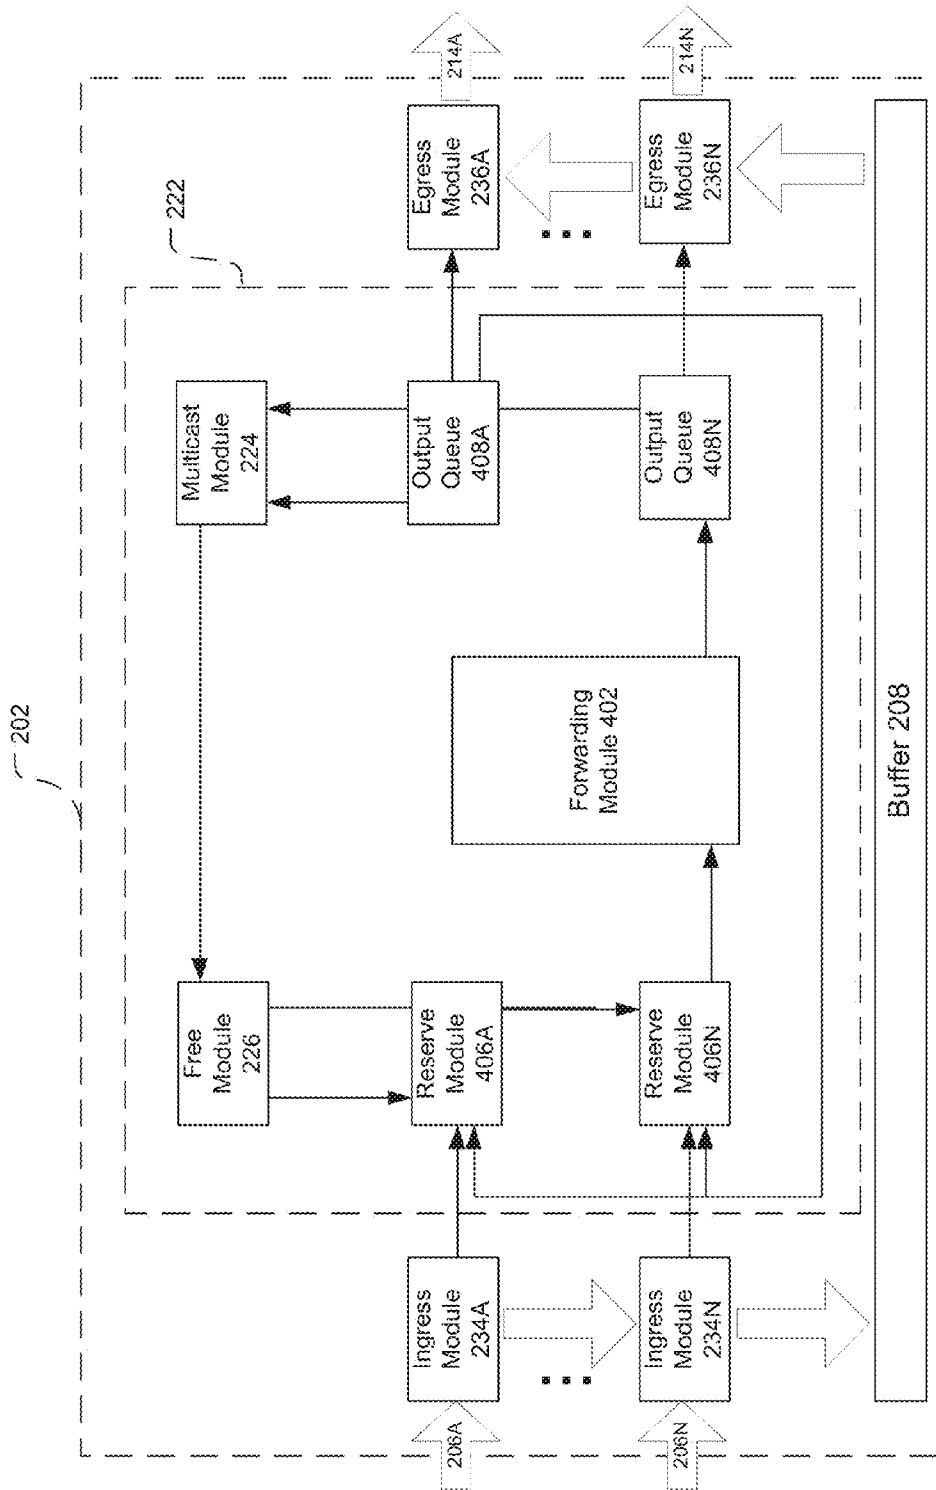 202
222
Free
Module
226
Multicast
Module
224
206A
Ingress
Module
234A
Reserve
Module
406A
Output
Queue
408A
Egress
Module
236A
214A
Forwarding
Module 402
206N
Ingress
Module
234N
Reserve
Module
406N
Output
Queue
408N
Egress
Module
236N
214N
Buffer 208